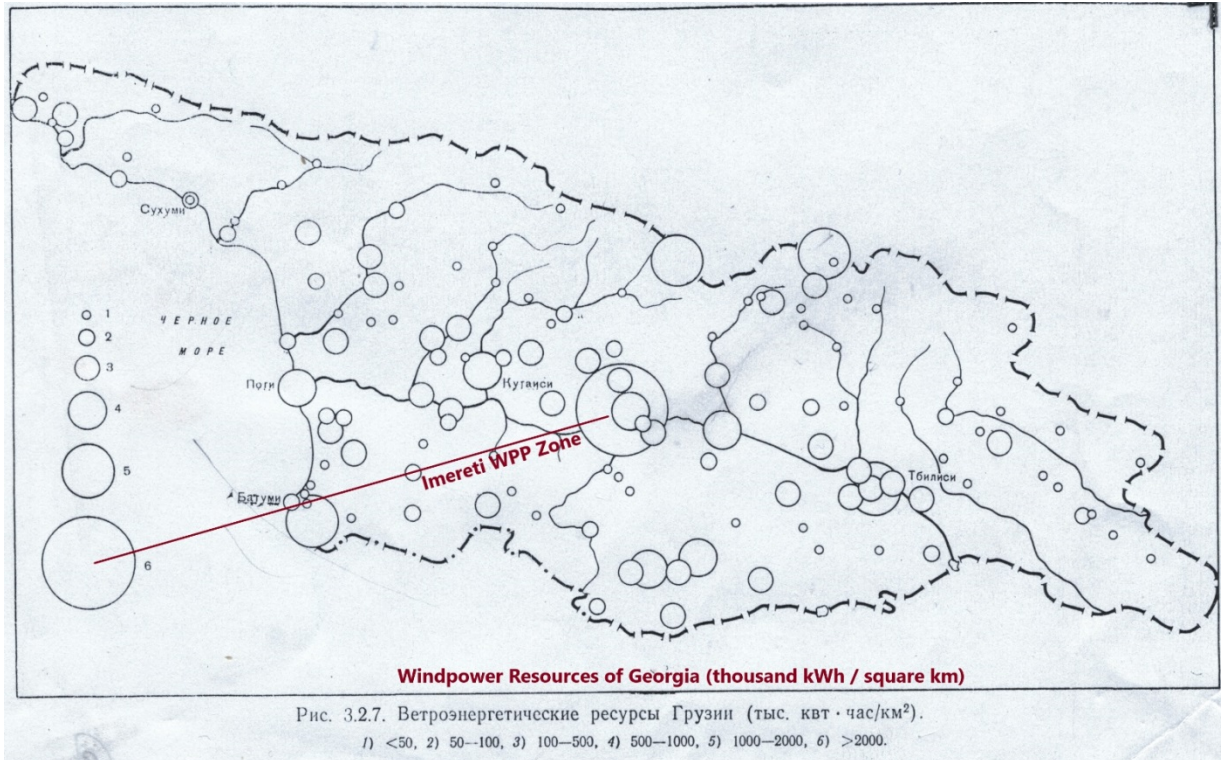 Сухуми
ЧЕРНОЕ
МОРЕ
1
2
3
4
5
6
Поти
Кутаиси
Батуми
Тбилиси
Imereti WPP Zone
Windpower Resources of Georgia (thousand kWh / square km)
Рис. 3.2.7. Ветроэнергетические ресурсы Грузии (тыс. квт · час/км²).
1) <50, 2) 50—100, 3) 100—500, 4) 500—1000, 5) 1000—2000, 6) >2000.